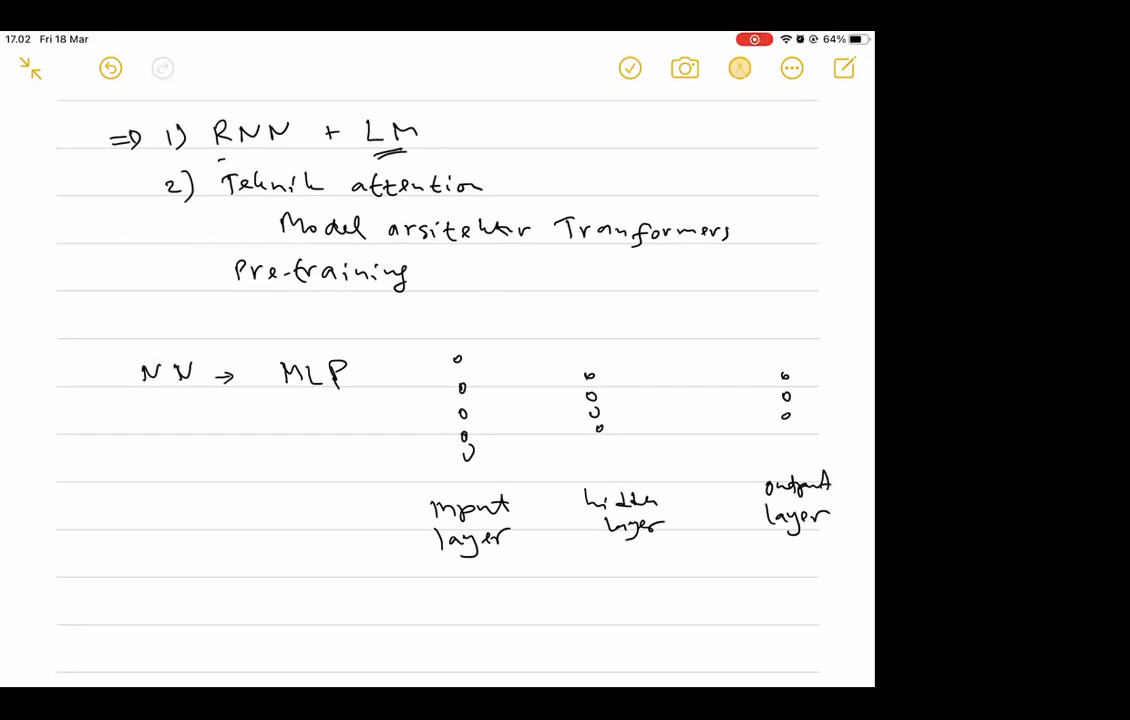 17.02 Fri 18 Mar
64%
=> 1) RNN + LM
2) Teknik attention
Model arsitektur Transformers
Pre-training
NN → MLP
input layer
hidden layer
output layer